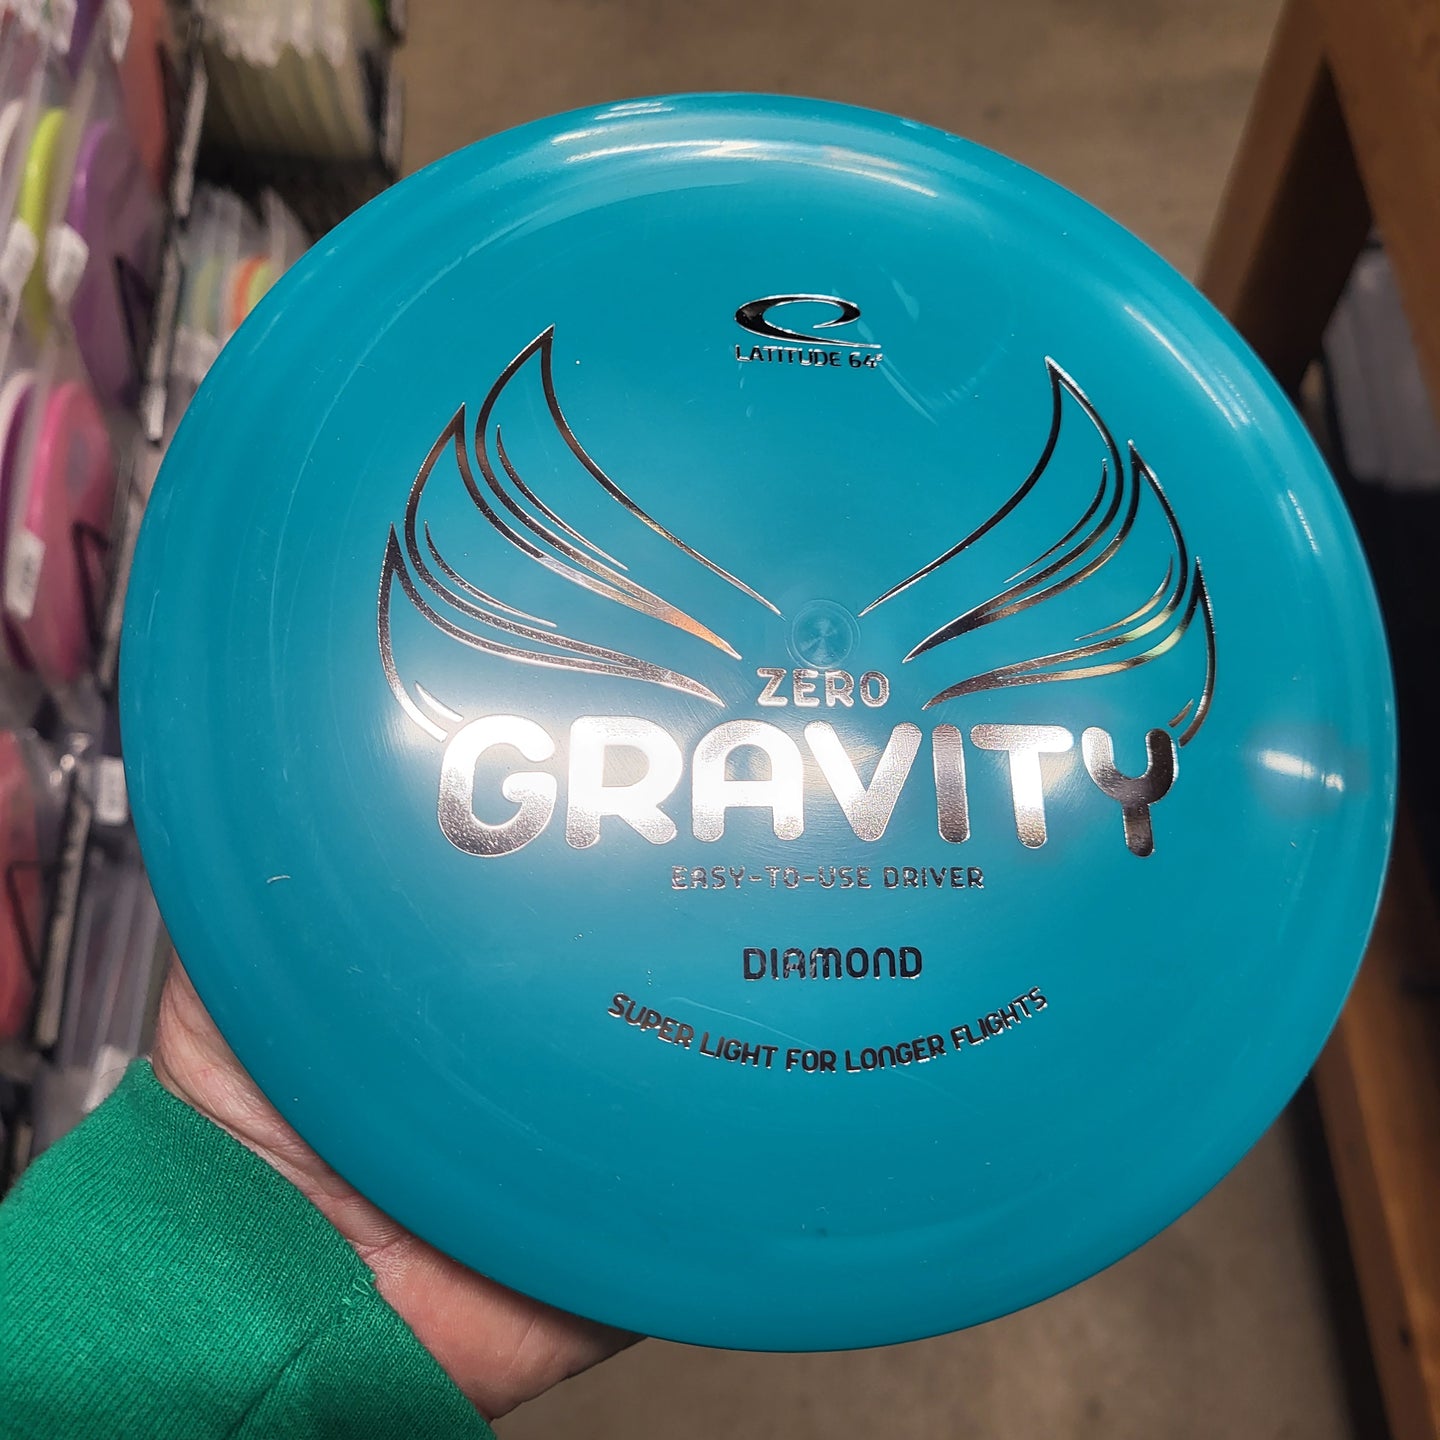 LATITUDE 64°
ZERO
GRAVITY
EASY-TO-USE DRIVER
DIAMOND
SUPER LIGHT FOR LONGER FLIGHTS